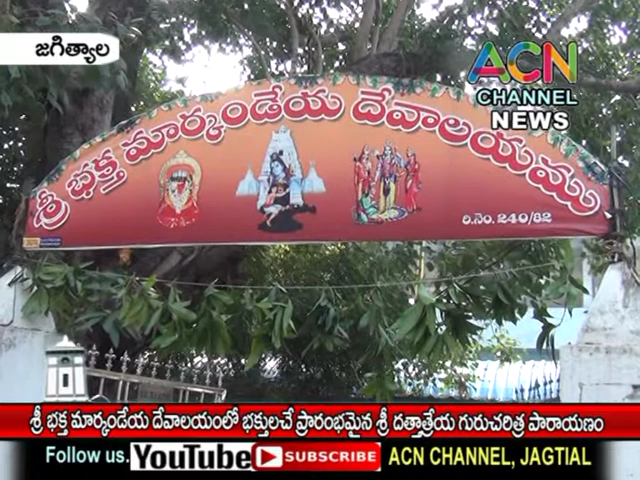 జగిత్యాల
ACN
CHANNEL
NEWS
శ్రీ భక్త మార్కండేయ దేవాలయము
రి.నెం. 240/82
శ్రీ భక్త మార్కండేయ దేవాలయంలో భక్తులచే ప్రారంభమైన శ్రీ దత్తాత్రేయ గురుచరిత్ర పారాయణం
Follow us. YouTube SUBSCRIBE ACN CHANNEL, JAGTIAL